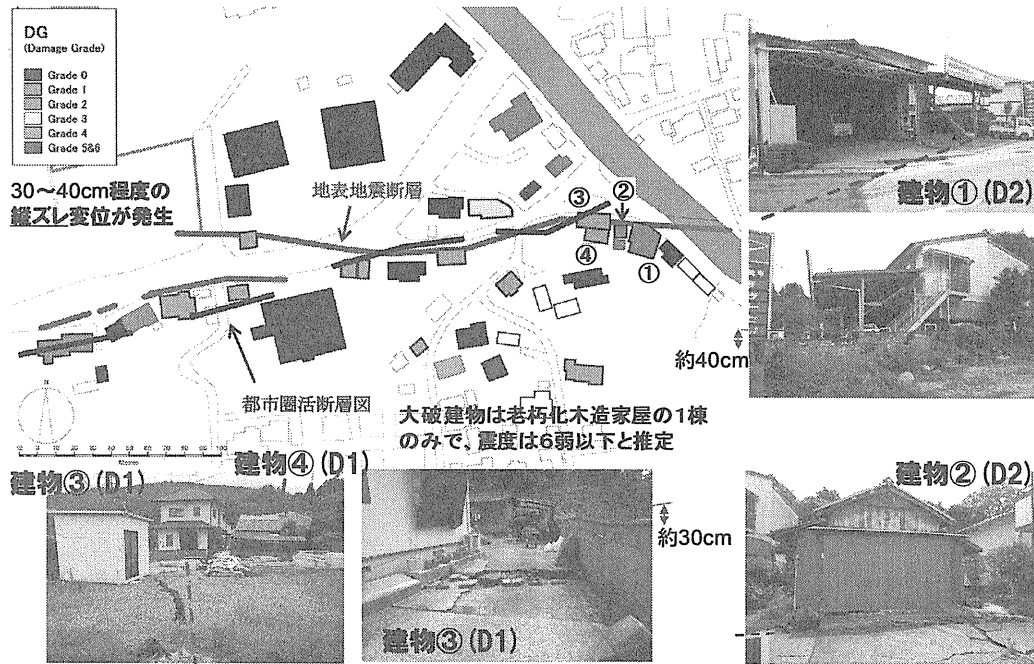 DG
(Damage Grade)
Grade 0
Grade 1
Grade 2
Grade 3
Grade 4
Grade 5&6
30～40cm程度の
縦ズレ変位が発生
地表地震断層
③
②
④
①
建物①(D2)
都市圏活断層図
約40cm
大破建物は老朽化木造家屋の1棟
のみで、震度は6弱以下と推定
N
建物③(D1)
建物④(D1)
建物②(D2)
約30cm
建物③(D1)